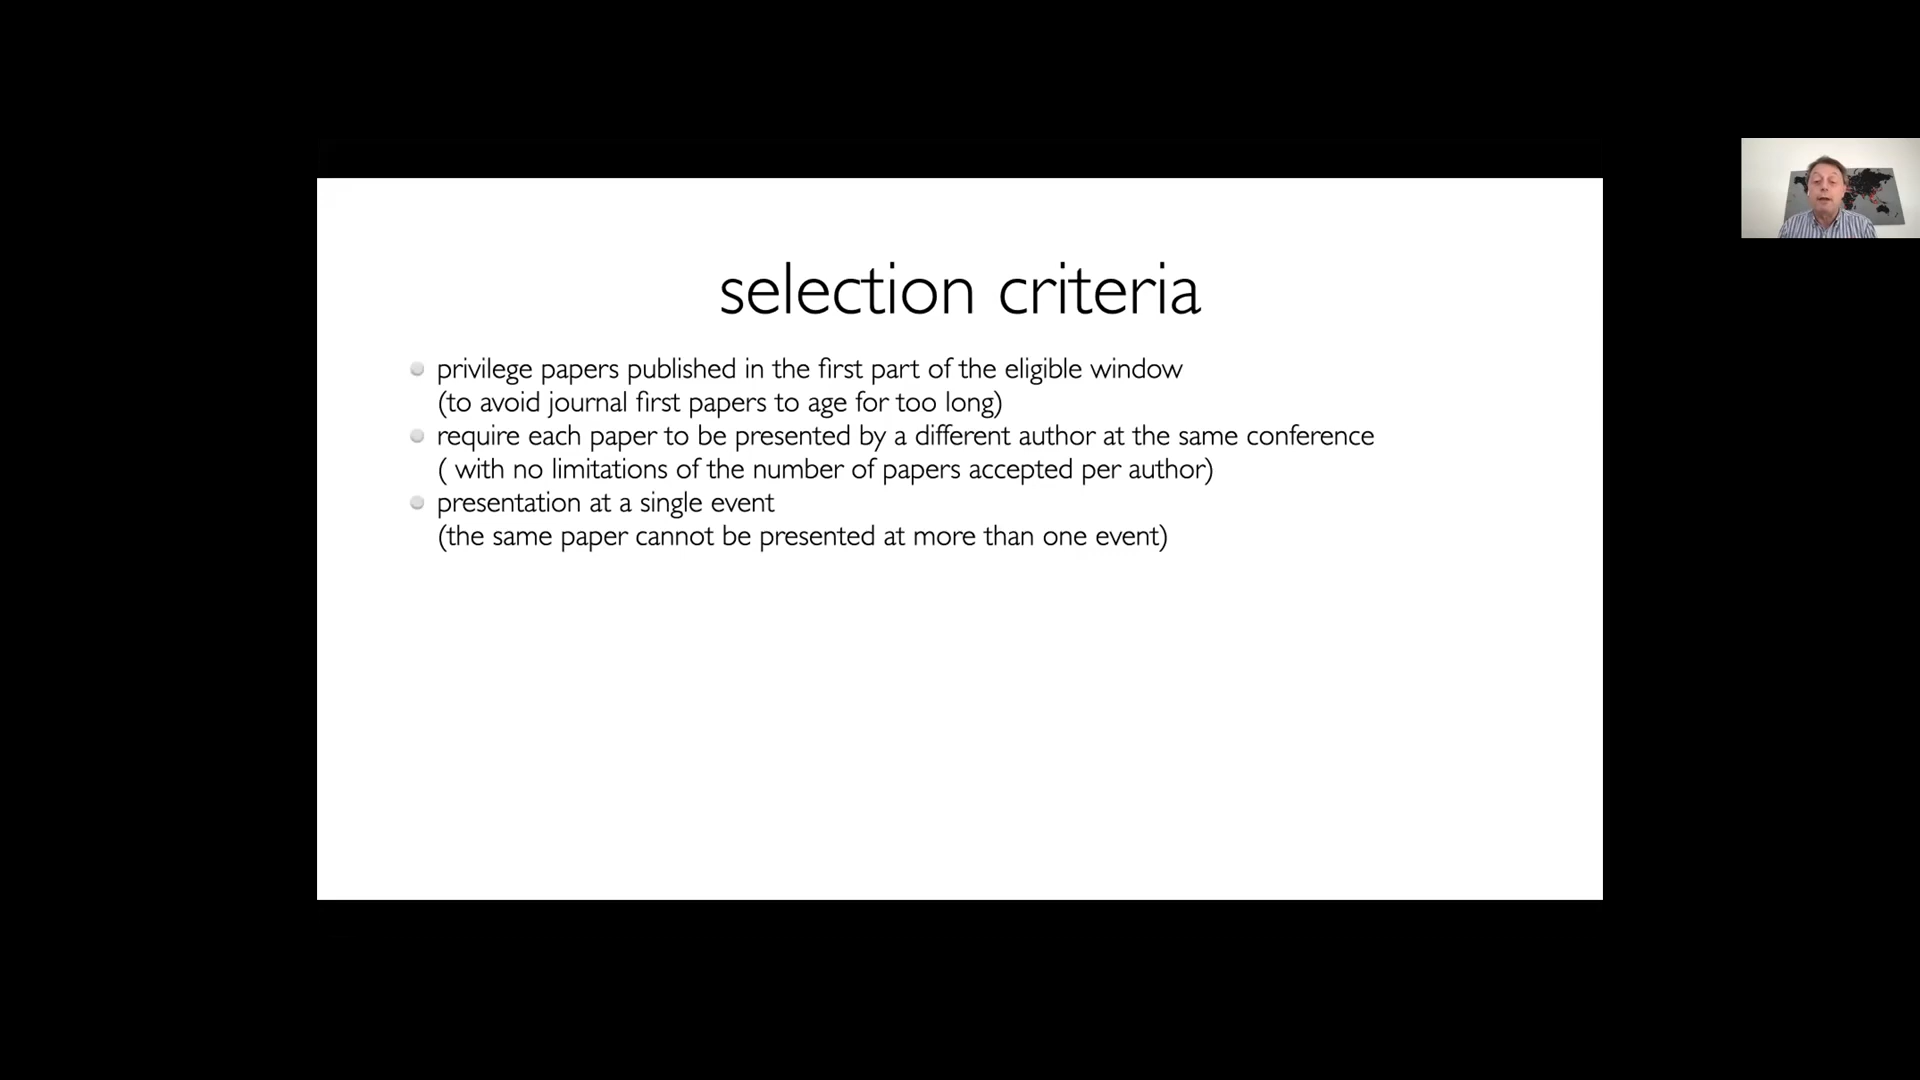 selection criteria
privilege papers published in the first part of the eligible window
(to avoid journal first papers to age for too long)
require each paper to be presented by a different author at the same conference
( with no limitations of the number of papers accepted per author)
presentation at a single event
(the same paper cannot be presented at more than one event)